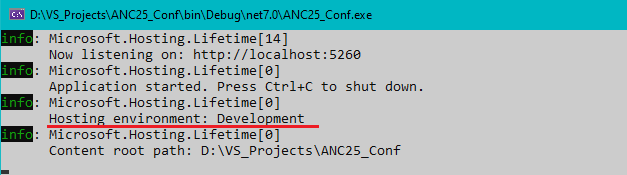 D:\VS_Projects\ANC25_Conf\bin\Debug\net7.0\ANC25_Conf.exe
info: Microsoft.Hosting.Lifetime[14]
Now listening on: http://localhost:5260
info: Microsoft.Hosting.Lifetime[0]
Application started. Press Ctrl+C to shut down.
info: Microsoft.Hosting.Lifetime[0]
Hosting environment: Development
info: Microsoft.Hosting.Lifetime[0]
Content root path: D:\VS_Projects\ANC25_Conf